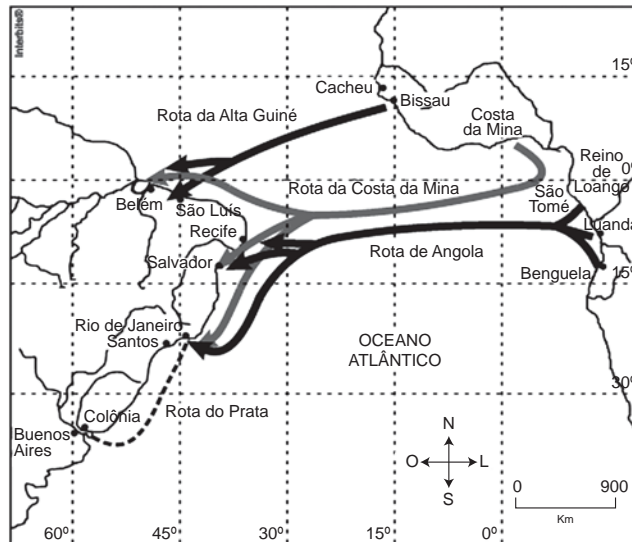 Interbits®
15º
Cacheu
Bissau
Rota da Alta Guiné
Costa
da Mina
Reino
de
Loango
0º
Rota da Costa da Mina
São
Tomé
Belém
São Luís
Recife
Luanda
Salvador
Rota de Angola
Benguela
15º
Rio de Janeiro
Santos
OCEANO
ATLÂNTICO
30º
Colônia
Rota do Prata
Buenos
Aires
N
O
L
S
0
900
Km
60º
45º
30º
15º
0º